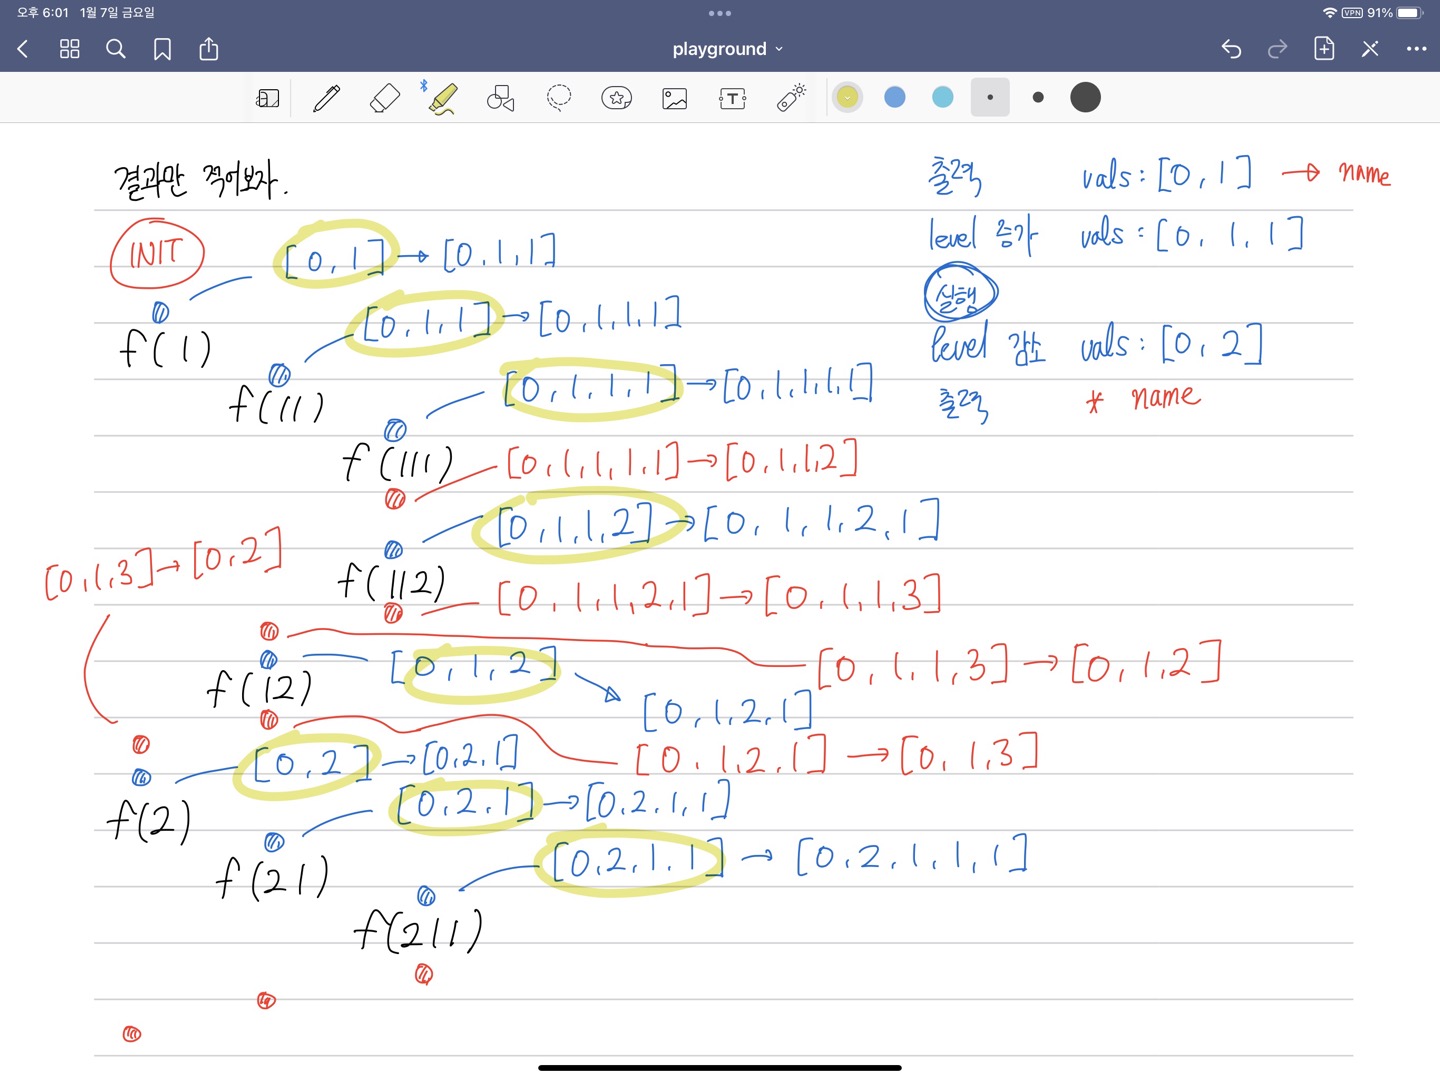 오후 6:01 1월 7일 금요일
VPN 91%
playground
T
결과만 적어보자.
출력 vals: [0, 1] → name
level 증가 vals: [0, 1, 1]
실행
level 감소 vals: [0, 2]
출력 * name
INIT
[0, 1] → [0, 1, 1]
f(1)
[0, 1, 1] → [0, 1, 1, 1]
f(11)
[0, 1, 1, 1] → [0, 1, 1, 1, 1]
f(111)
[0, 1, 1, 1, 1] → [0, 1, 1, 2]
[0, 1, 1, 2] → [0, 1, 1, 2, 1]
[0, 1, 3] → [0, 2]
f(112)
[0, 1, 1, 2, 1] → [0, 1, 1, 3]
[0, 1, 1, 3] → [0, 1, 2]
[0, 1, 2]
f(12)
[0, 1, 2, 1]
[0, 1, 2, 1] → [0, 1, 3]
[0, 2] → [0, 2, 1]
f(2)
[0, 2, 1] → [0, 2, 1, 1]
f(21)
[0, 2, 1, 1] → [0, 2, 1, 1, 1]
f(211)